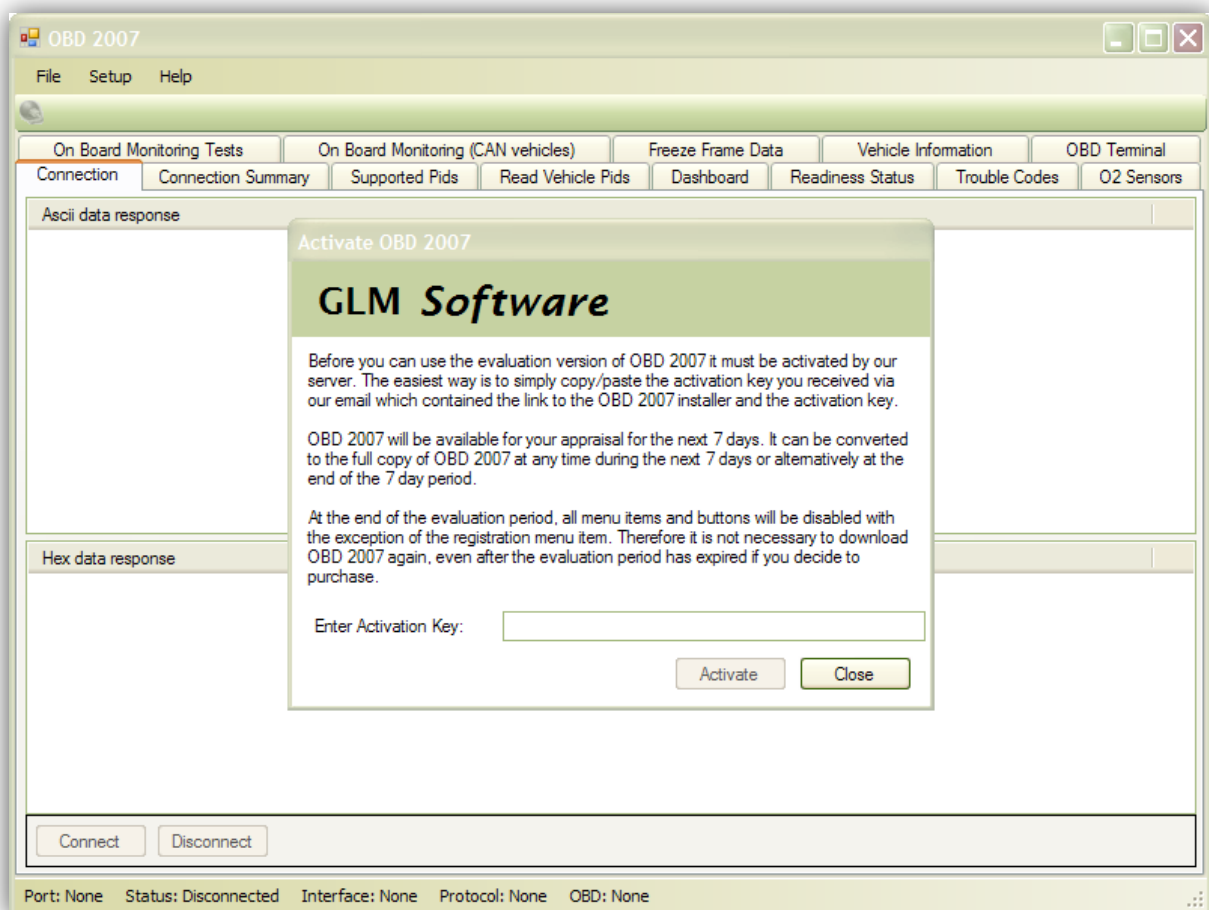 OBD 2007
File Setup Help
On Board Monitoring Tests On Board Monitoring (CAN vehicles) Freeze Frame Data Vehicle Information OBD Terminal
Connection Connection Summary Supported Pids Read Vehicle Pids Dashboard Readiness Status Trouble Codes O2 Sensors
Ascii data response
Activate OBD 2007
GLM Software
Before you can use the evaluation version of OBD 2007 it must be activated by our
server. The easiest way is to simply copy/paste the activation key you received via
our email which contained the link to the OBD 2007 installer and the activation key.
OBD 2007 will be available for your appraisal for the next 7 days. It can be converted
to the full copy of OBD 2007 at any time during the next 7 days or alternatively at the
end of the 7 day period.
At the end of the evaluation period, all menu items and buttons will be disabled with
the exception of the registration menu item. Therefore it is not necessary to download
OBD 2007 again, even after the evaluation period has expired if you decide to
purchase.
Enter Activation Key:
Activate Close
Hex data response
Connect Disconnect
Port: None Status: Disconnected Interface: None Protocol: None OBD: None